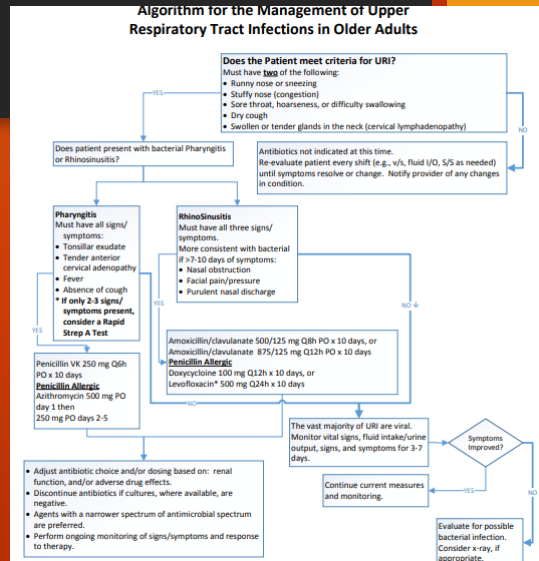 Algorithm for the Management of Upper
Respiratory Tract Infections in Older Adults
Does the Patient meet criteria for URI?
Must have two of the following:
• Runny nose or sneezing
• Stuffy nose (congestion)
• Sore throat, hoarseness, or difficulty swallowing
• Dry cough
• Swollen or tender glands in the neck (cervical lymphadenopathy)
YES
NO
Does patient present with bacterial Pharyngitis
or Rhinosinusitis?
Antibiotics not indicated at this time.
Re-evaluate patient every shift (e.g., v/s, fluid I/O, S/S as needed)
until symptoms resolve or change. Notify provider of any changes
in condition.
Pharyngitis
Must have all signs/
symptoms:
• Tonsillar exudate
• Tender anterior
cervical adenopathy
• Fever
• Absence of cough
* If only 2-3 signs/
symptoms present,
consider a Rapid
Strep A Test
RhinoSinusitis
Must have all three signs/
symptoms.
More consistent with bacterial
if >7-10 days of symptoms:
• Nasal obstruction
• Facial pain/pressure
• Purulent nasal discharge
YES
YES
NO
Penicillin VK 250 mg Q6h
PO x 10 days
Penicillin Allergic
Azithromycin 500 mg PO
day 1 then
250 mg PO days 2-5
Amoxicillin/clavulanate 500/125 mg Q8h PO x 10 days, or
Amoxicillin/clavulanate 875/125 mg Q12h PO x 10 days
Penicillin Allergic
Doxycycloine 100 mg Q12h x 10 days, or
Levofloxacin* 500 mg Q24h x 10 days
NO
The vast majority of URI are viral.
Monitor vital signs, fluid intake/urine
output, signs, and symptoms for 3-7
days.
Symptoms
Improved?
• Adjust antibiotic choice and/or dosing based on: renal
function, and/or adverse drug effects.
• Discontinue antibiotics if cultures, where available, are
negative.
• Agents with a narrower spectrum of antimicrobial spectrum
are preferred.
• Perform ongoing monitoring of signs/symptoms and response
to therapy.
Continue current measures
and monitoring.
YES
NO
Evaluate for possible
bacterial infection.
Consider x-ray, if
appropriate.